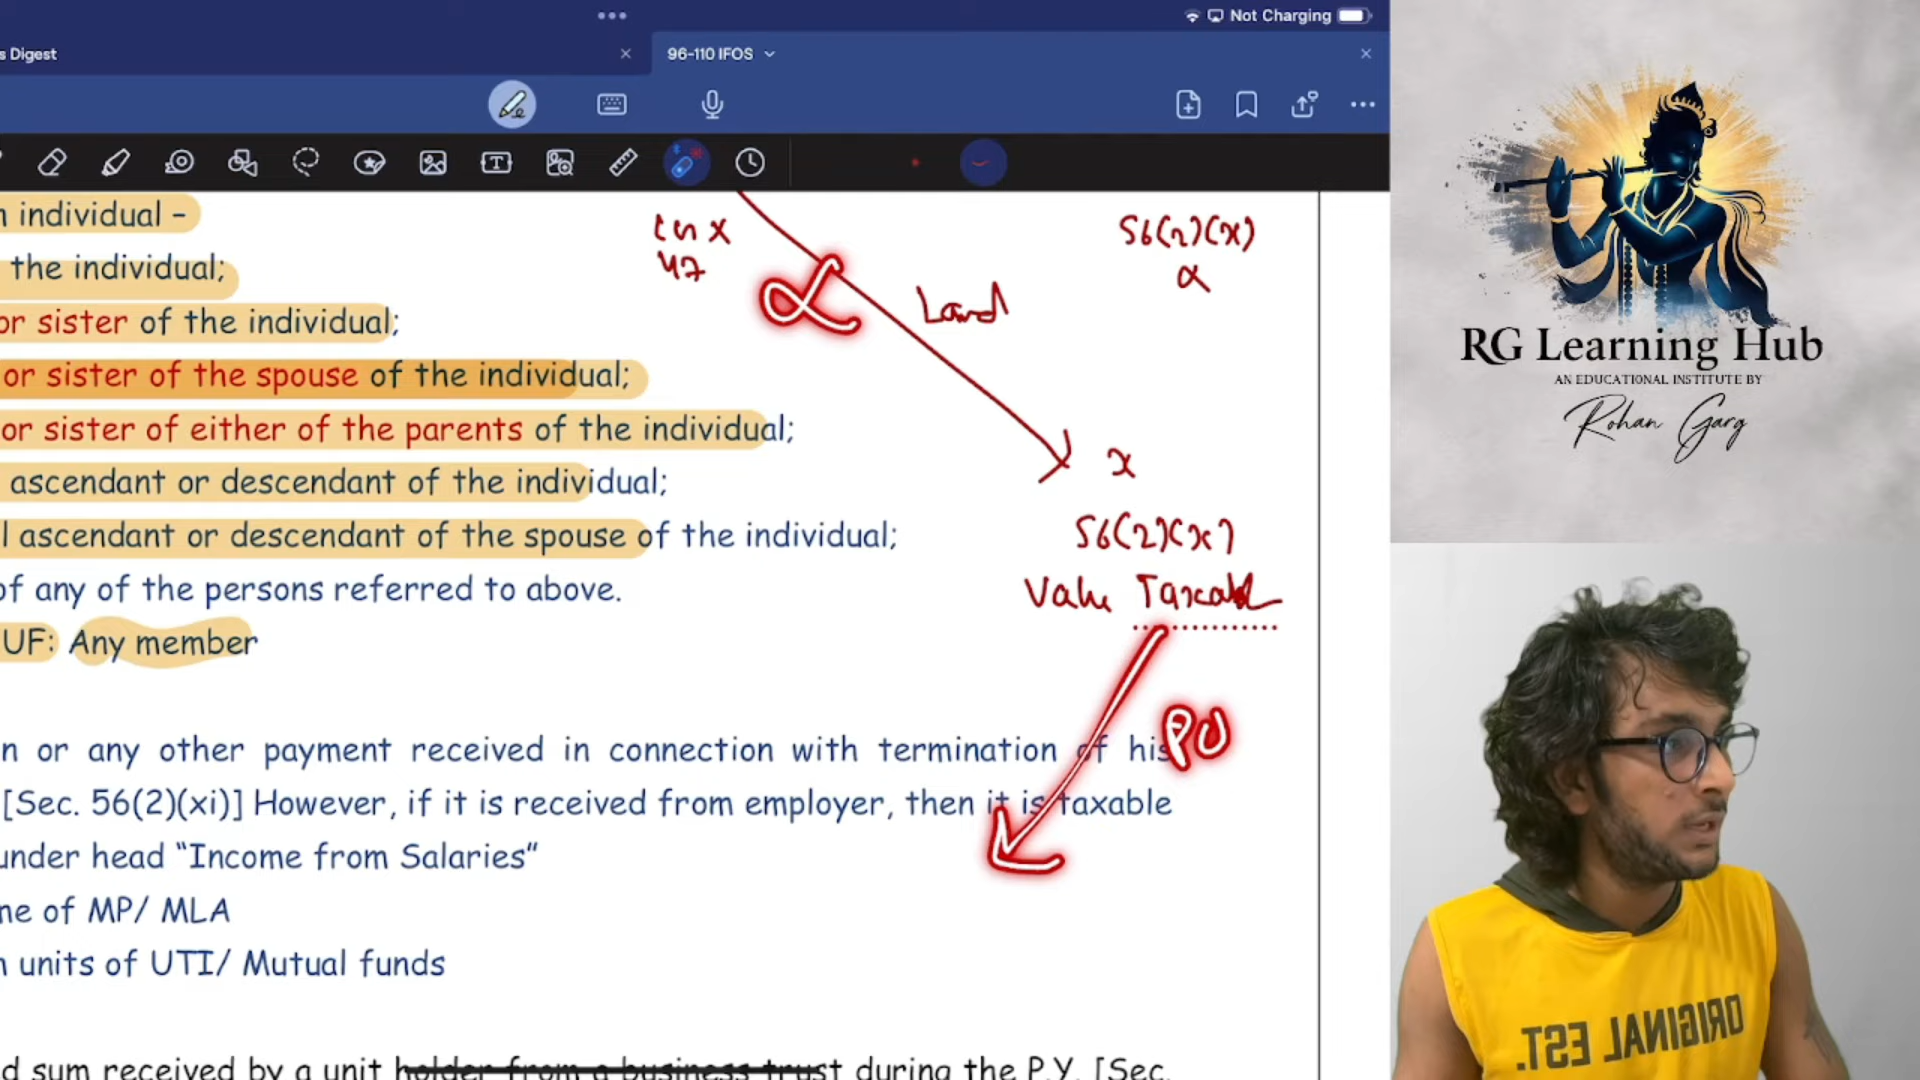 Not Charging
s Digest
96-110 IFOS
n individual –
the individual;
or sister of the individual;
or sister of the spouse of the individual;
or sister of either of the parents of the individual;
ascendant or descendant of the individual;
l ascendant or descendant of the spouse of the individual;
of any of the persons referred to above.
UF: Any member
n or any other payment received in connection with termination of his
[Sec. 56(2)(xi)] However, if it is received from employer, then it is taxable
under head “Income from Salaries”
ne of MP/ MLA
n units of UTI/ Mutual funds
d sum received by a unit holder from a business trust during the P.Y. [Sec.
47
56(2)(x)
Land
x
56(2)(x)
Value Taxable
RG Learning Hub
AN EDUCATIONAL INSTITUTE BY
Rohan Garg
ORIGINAL EST.